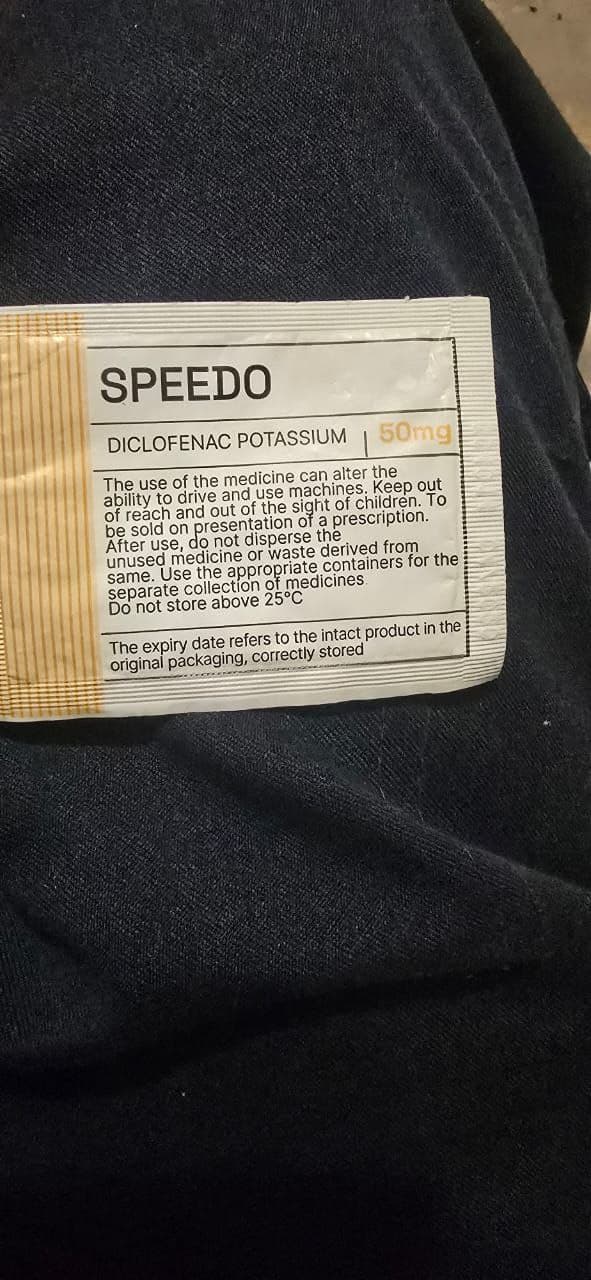 SPEEDO
DICLOFENAC POTASSIUM | 50mg
The use of the medicine can alter the
ability to drive and use machines. Keep out
of reach and out of the sight of children. To
be sold on presentation of a prescription.
After use, do not disperse the
unused medicine or waste derived from
same. Use the appropriate containers for the
separate collection of medicines.
Do not store above 25°C
The expiry date refers to the intact product in the
original packaging, correctly stored